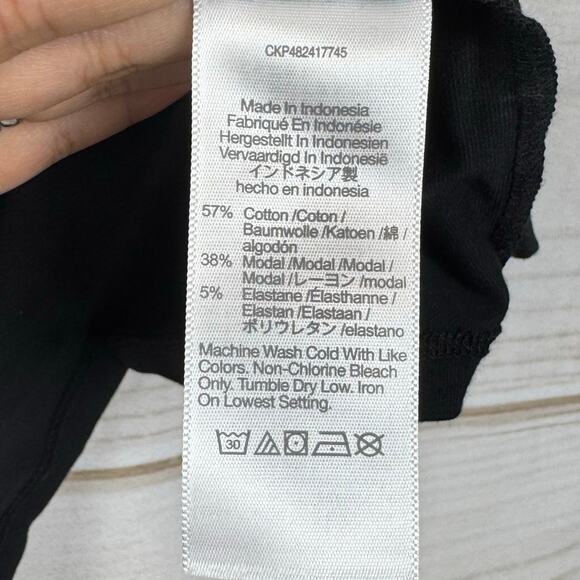 CKP482417745
Made In Indonesia
Fabriqué En Indonésie
Hergestellt In Indonesien
Vervaardigd In Indonesië
インドネシア製
hecho en indonesia
57% Cotton /Coton /
Baumwolle /Katoen /綿 /
algodón
38% Modal /Modal /Modal /
Modal /レーヨン /modal
5% Elastane /Élasthanne /
Elastan /Elastaan /
ポリウレタン /elastano
Machine Wash Cold With Like
Colors. Non-Chlorine Bleach
Only. Tumble Dry Low. Iron
On Lowest Setting.
30